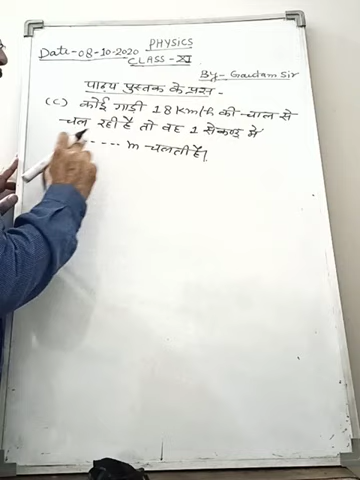 PHYSICS
Date-08-10-2020
CLASS-XI
By-Gautam Sir
पाठ्य पुस्तक के प्रश्न -
(C) कोई गाडी 18 Km/h की चाल से
चल रही है तो वह 1 सेकण्ड में
..... m चलती है।